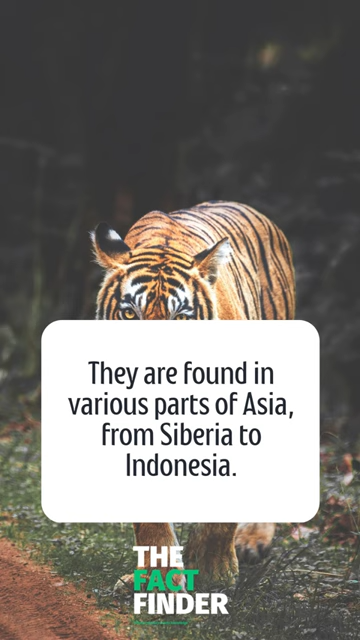 They are found in
various parts of Asia,
from Siberia to
Indonesia.
THE
FACT
FINDER